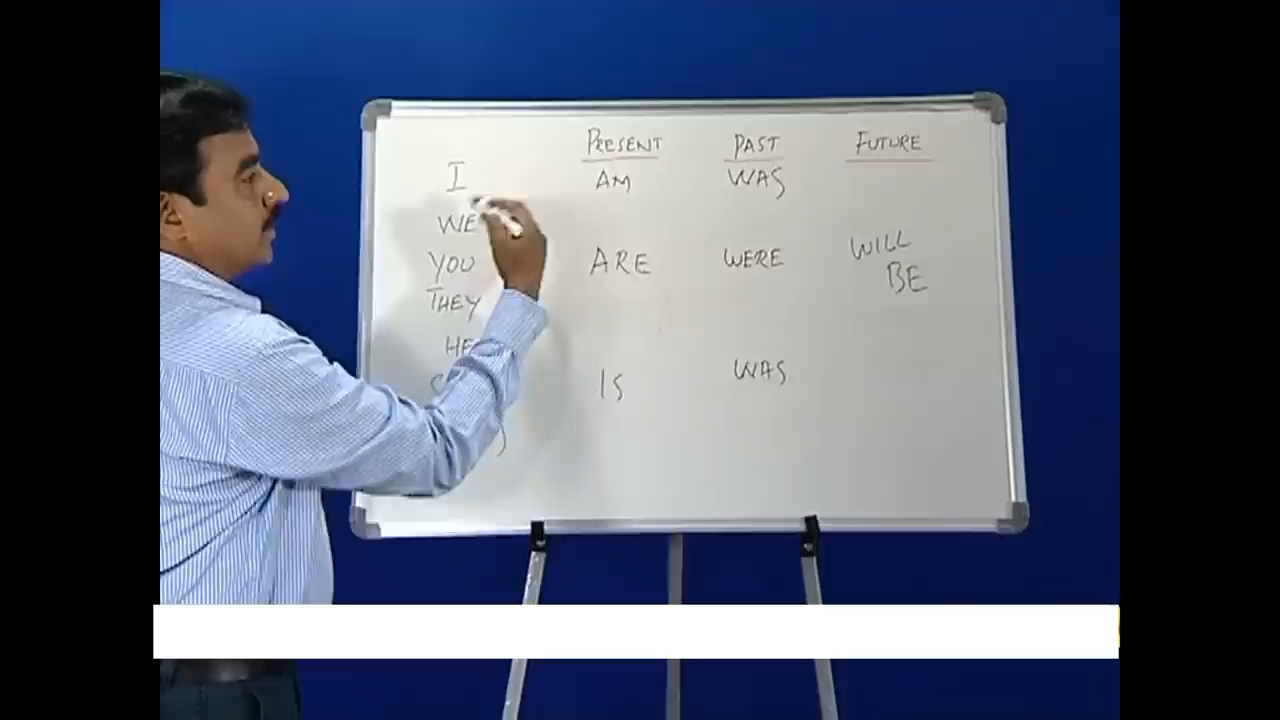 PRESENT PAST FUTURE
I AM WAS
WE
YOU ARE WERE WILL BE
THEY
HE
IS WAS